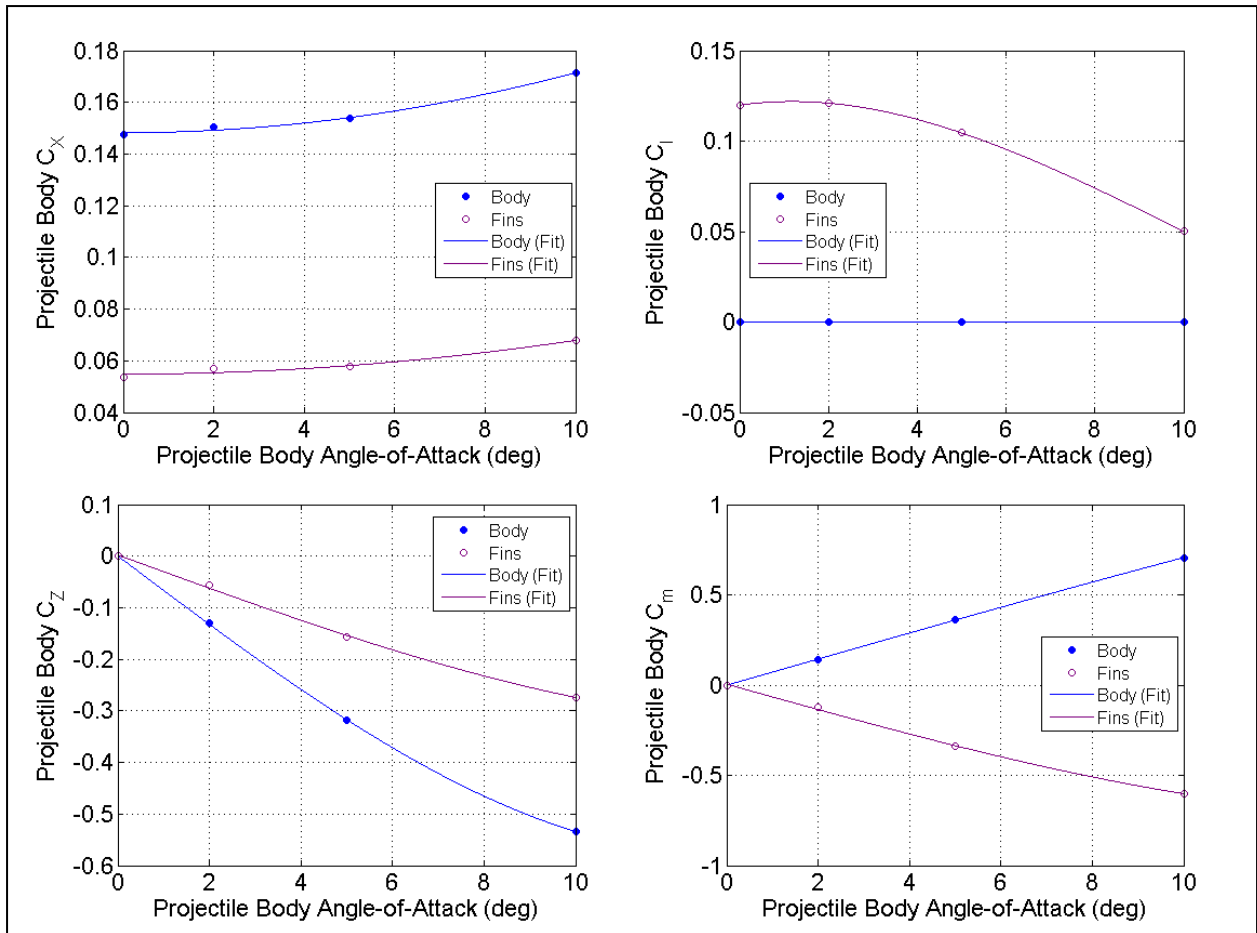 0.18
0.16
0.14
0.12
0.1
0.08
0.06
0.04
0
2
4
6
8
10
Projectile Body C_X
Projectile Body Angle-of-Attack (deg)
Body
Fins
Body (Fit)
Fins (Fit)
0.15
0.1
0.05
0
-0.05
0
2
4
6
8
10
Projectile Body C_l
Projectile Body Angle-of-Attack (deg)
Body
Fins
Body (Fit)
Fins (Fit)
0.1
0
-0.1
-0.2
-0.3
-0.4
-0.5
-0.6
0
2
4
6
8
10
Projectile Body C_Z
Projectile Body Angle-of-Attack (deg)
Body
Fins
Body (Fit)
Fins (Fit)
1
0.5
0
-0.5
-1
0
2
4
6
8
10
Projectile Body C_m
Projectile Body Angle-of-Attack (deg)
Body
Fins
Body (Fit)
Fins (Fit)